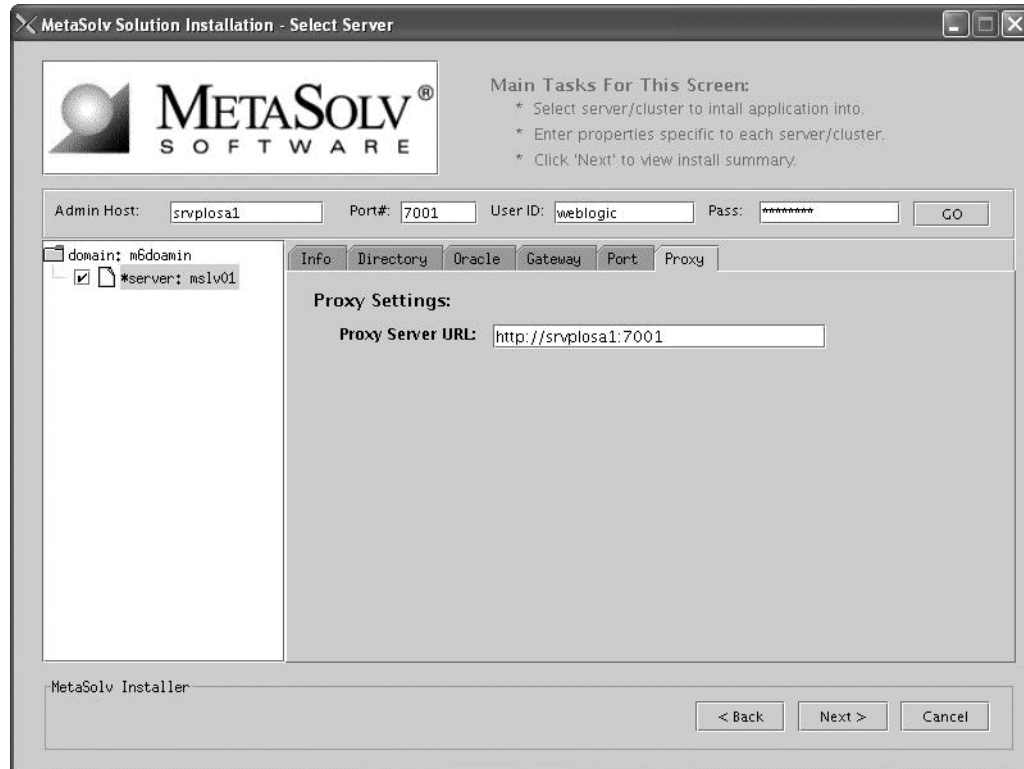 MetaSolv Solution Installation - Select Server
METASOLV®
SOFTWARE
Main Tasks For This Screen:
* Select server/cluster to intall application into.
* Enter properties specific to each server/cluster.
* Click 'Next' to view install summary.
Admin Host: srvplosa1 Port#: 7001 User ID: weblogic Pass: ******** GO
domain: m6doamin
*server: mslv01
Info Directory Oracle Gateway Port Proxy
Proxy Settings:
Proxy Server URL: http://srvplosa1:7001
MetaSolv Installer
< Back Next > Cancel